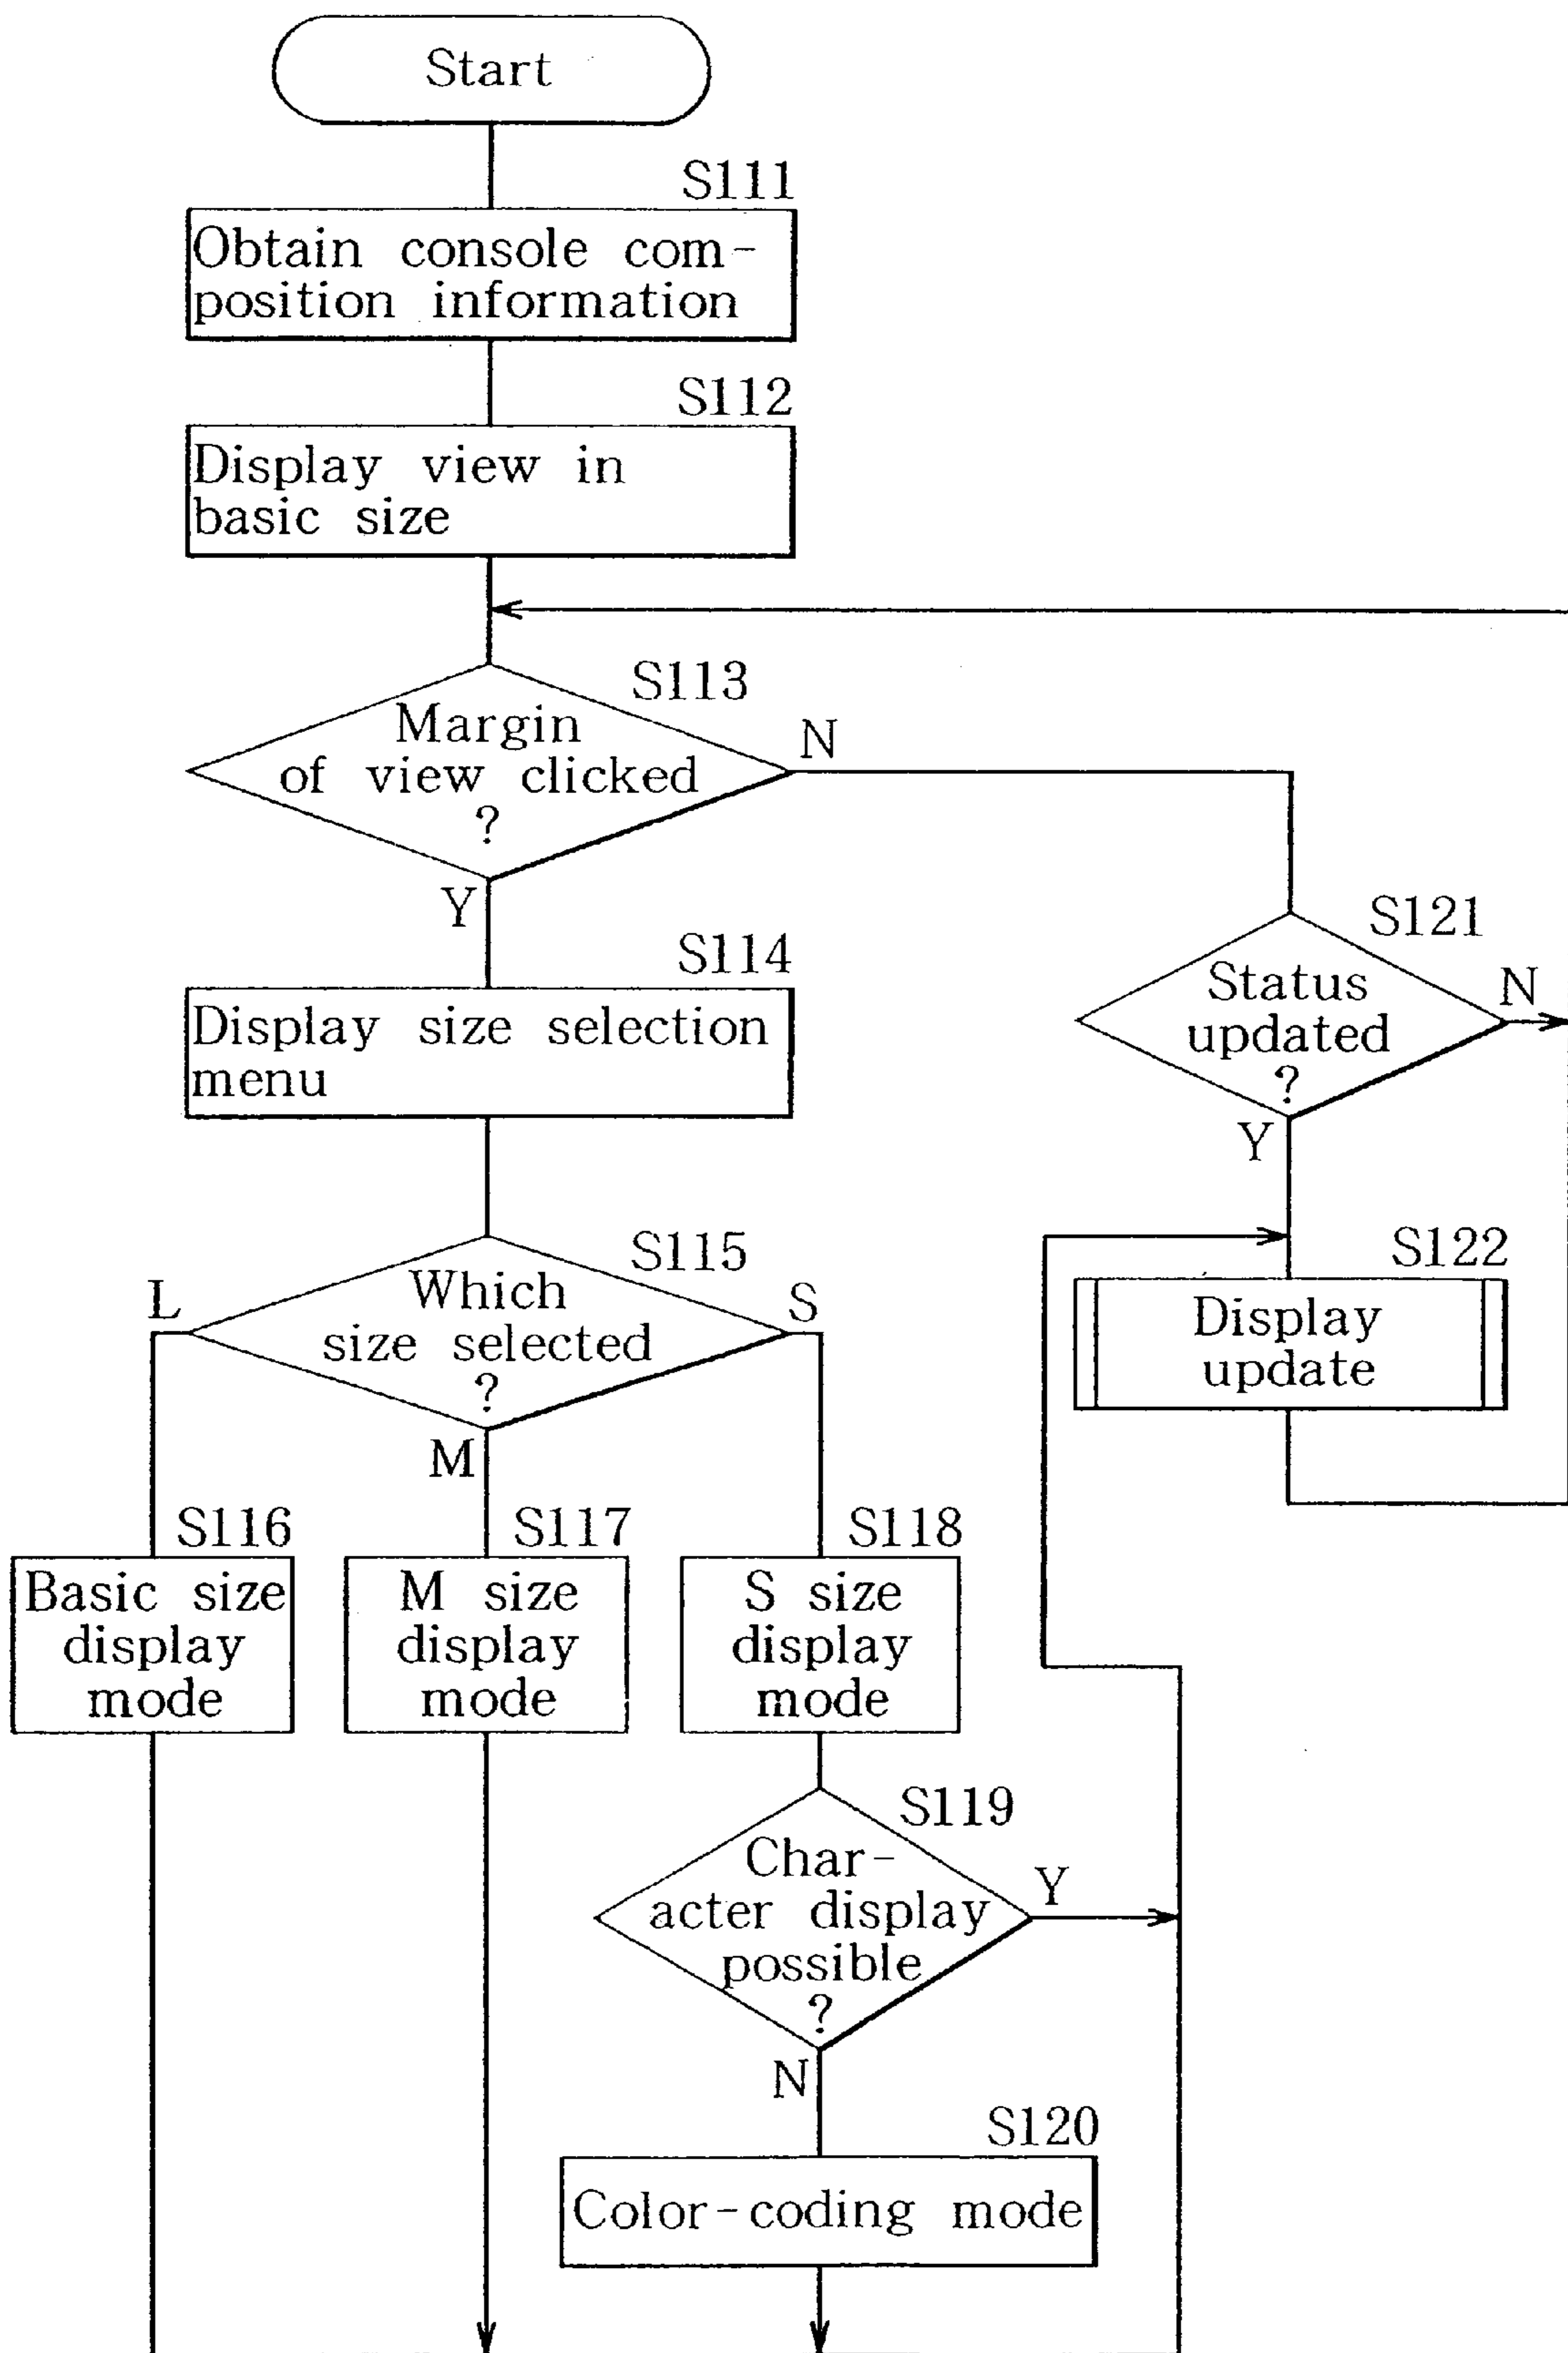 Start
S111
Obtain console com-
position information
S112
Display view in
basic size
S113
Margin
of view clicked
?
N
Y
S114
Display size selection
menu
S121
Status
updated
?
N
Y
S115
Which
size selected
?
L
S
M
S122
Display
update
S116
Basic size
display
mode
S117
M size
display
mode
S118
S size
display
mode
S119
Char-
acter display
possible
?
Y
N
S120
Color-coding mode